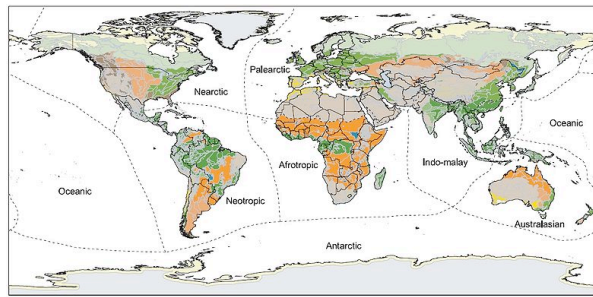 Palearctic
Nearctic
Oceanic
Afrotropic
Indo-malay
Oceanic
Neotropic
Australasian
Antarctic